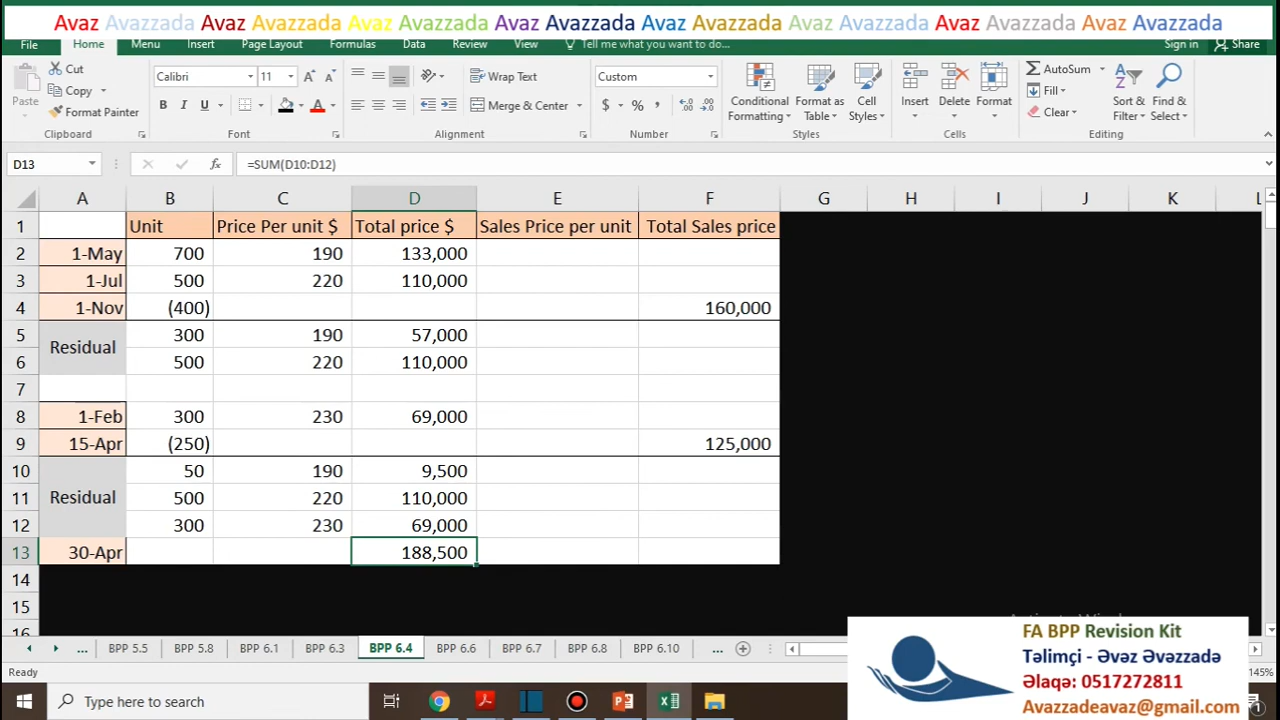 Avaz Avazzada Avaz Avazzada Avaz Avazzada Avaz Avazzada Avaz Avazzada Avaz Avazzada Avaz Avazzada Avaz Avazzada
File Home Menu Insert Page Layout Formulas Data Review View Tell me what you want to do... Sign in Share
Paste
Cut
Copy
Format Painter
Clipboard
Calibri 11
B I U
Font
Wrap Text
Merge & Center
Alignment
Custom
$ % ,
Number
Conditional Formatting
Format as Table
Cell Styles
Styles
Insert Delete Format
Cells
AutoSum
Fill
Clear
Sort & Filter
Find & Select
Editing
D13 fx =SUM(D10:D12)
A B C D E F G H I J K L
1 Unit Price Per unit $ Total price $ Sales Price per unit Total Sales price
2 1-May 700 190 133,000
3 1-Jul 500 220 110,000
4 1-Nov (400) 160,000
5 Residual 300 190 57,000
6 500 220 110,000
7
8 1-Feb 300 230 69,000
9 15-Apr (250) 125,000
10 50 190 9,500
11 Residual 500 220 110,000
12 300 230 69,000
13 30-Apr 188,500
14
15
16
... BPP 5.5 BPP 5.8 BPP 6.1 BPP 6.3 BPP 6.4 BPP 6.6 BPP 6.7 BPP 6.8 BPP 6.10 ...
Ready 145%
Type here to search
FA BPP Revision Kit
Təlimçi - Əvəz Əvəzzadə
Əlaqə: 0517272811
Avazzadeavaz@gmail.com